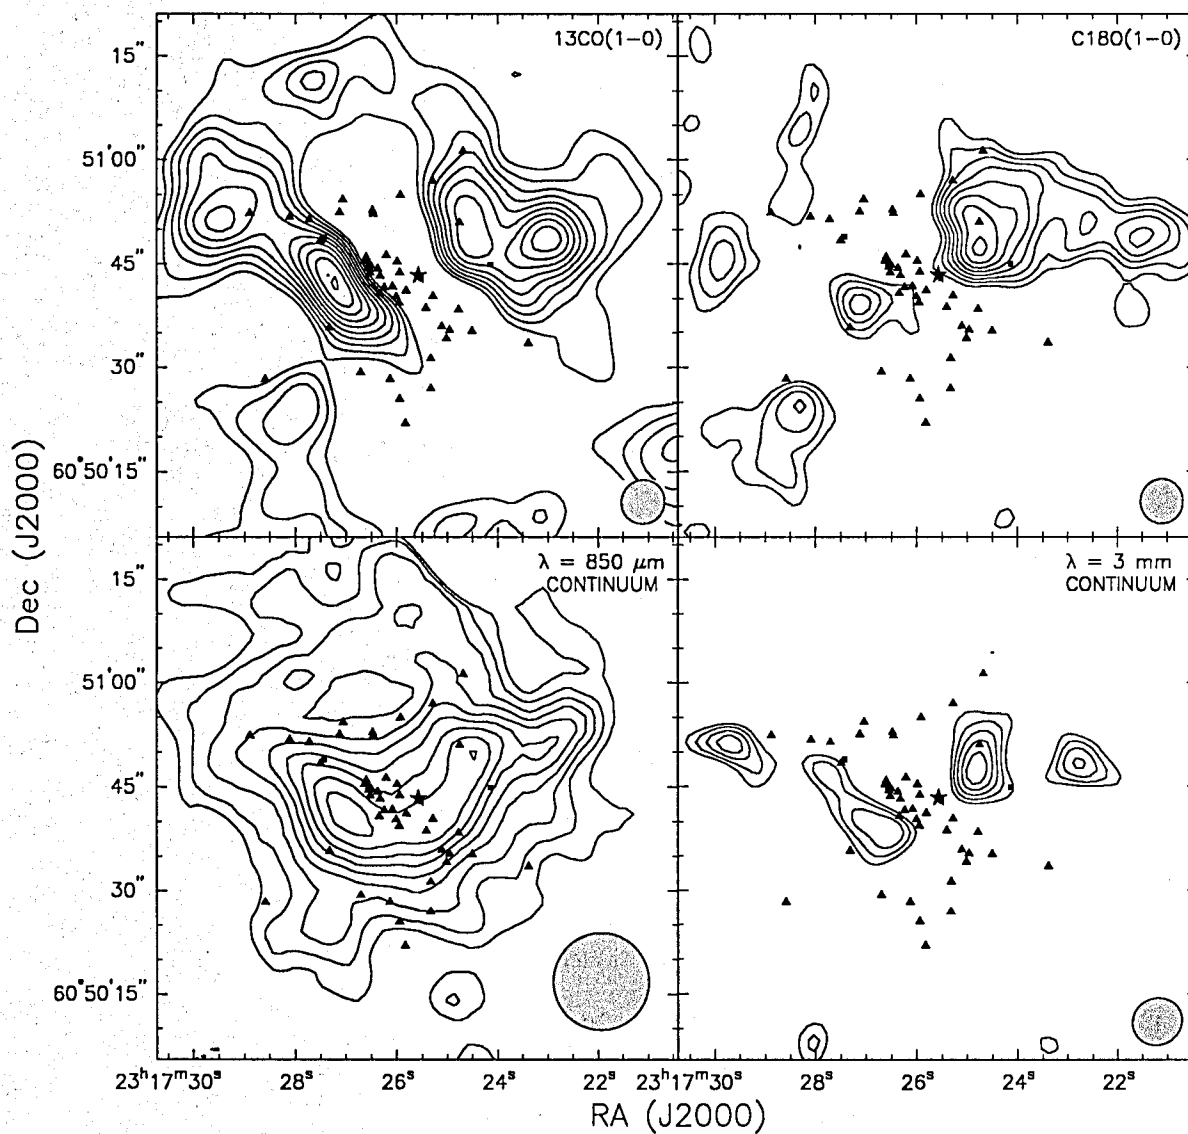 13CO(1-0)
C18O(1-0)
15"
51'00"
45"
30"
60°50'15"
λ = 850 μm
CONTINUUM
λ = 3 mm
CONTINUUM
15"
51'00"
45"
30"
60°50'15"
23ʰ17ᵐ30ˢ
28ˢ
26ˢ
24ˢ
22ˢ
23ʰ17ᵐ30ˢ
28ˢ
26ˢ
24ˢ
22ˢ
Dec (J2000)
RA (J2000)